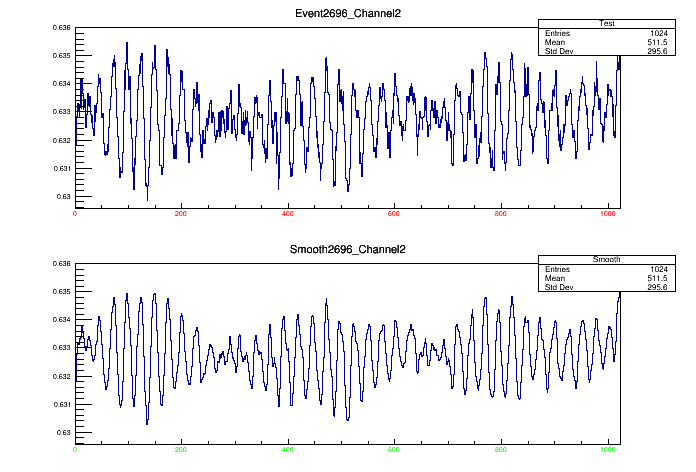 Event2696_Channel2
Test
Entries 1024
Mean 511.5
Std Dev 295.6
0.636
0.635
0.634
0.633
0.632
0.631
0.63
0 200 400 600 800 1000
Smooth2696_Channel2
Smooth
Entries 1024
Mean 511.5
Std Dev 295.6
0.636
0.635
0.634
0.633
0.632
0.631
0.63
0 200 400 600 800 1000